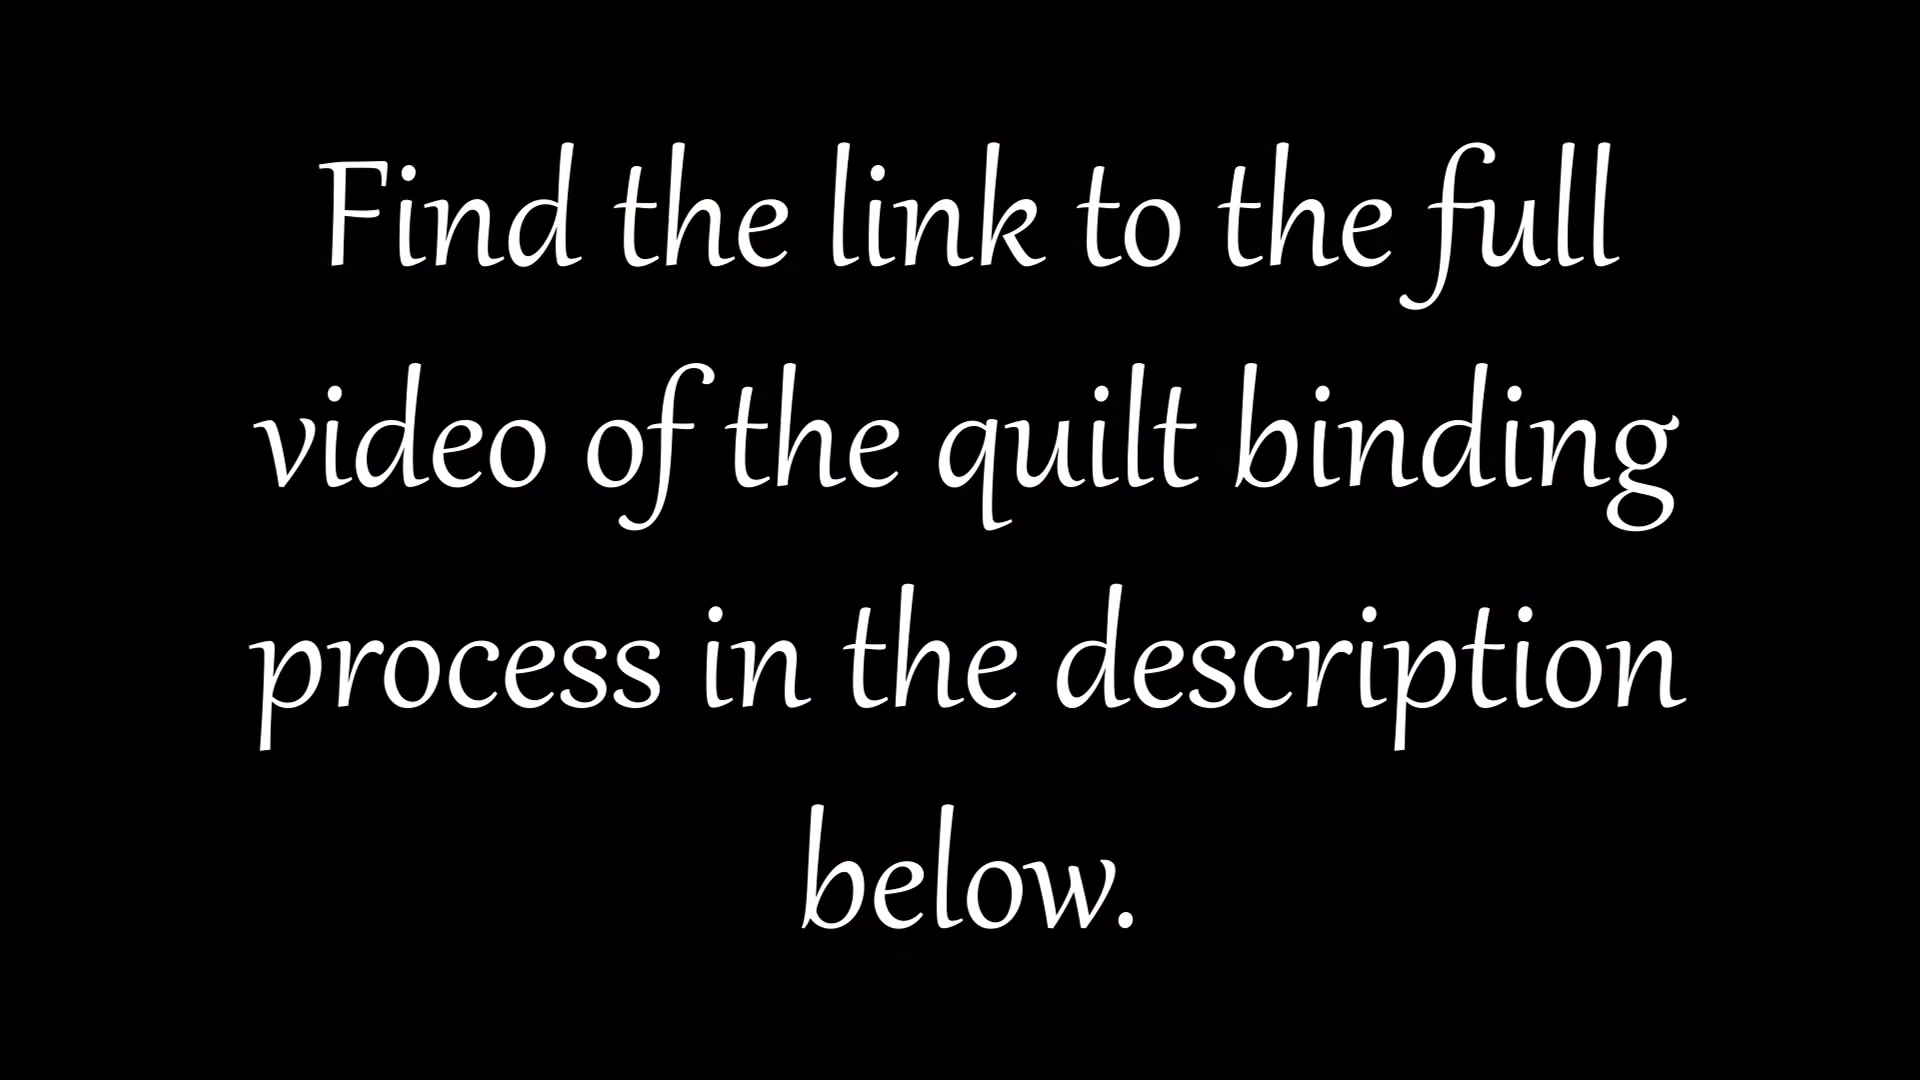 Find the link to the full
video of the quilt binding
process in the description
below.